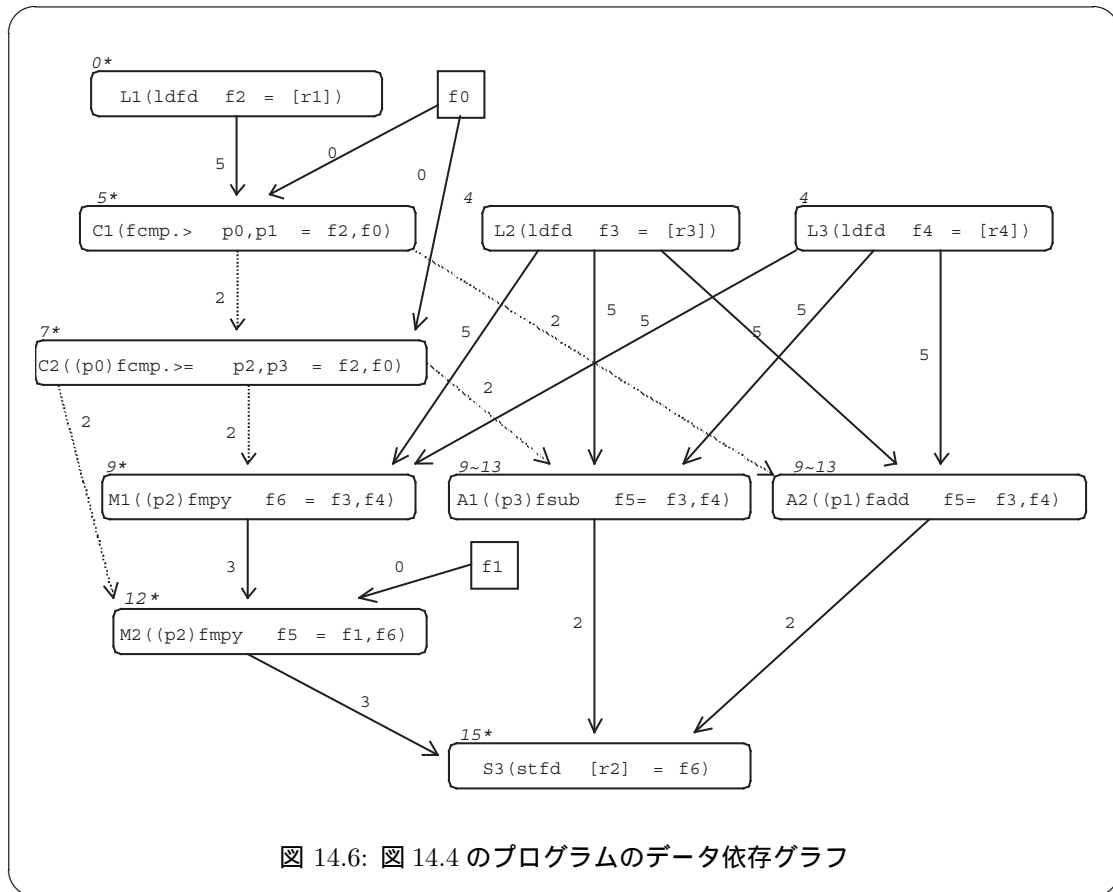 0*
L1(ldfd f2 = [r1])
f0
5
0
0
5*
C1(fcmp.> p0,p1 = f2,f0)
4
L2(ldfd f3 = [r3])
4
L3(ldfd f4 = [r4])
2
5
5
2
5
5
5
5
7*
C2((p0)fcmp.>= p2,p3 = f2,f0)
2
2
2
9*
M1((p2)fmpy f6 = f3,f4)
9~13
A1((p3)fsub f5= f3,f4)
9~13
A2((p1)fadd f5= f3,f4)
3
0
f1
12*
M2((p2)fmpy f5 = f1,f6)
2
2
3
15*
S3(stfd [r2] = f6)
図 14.6: 図 14.4 のプログラムのデータ依存グラフ